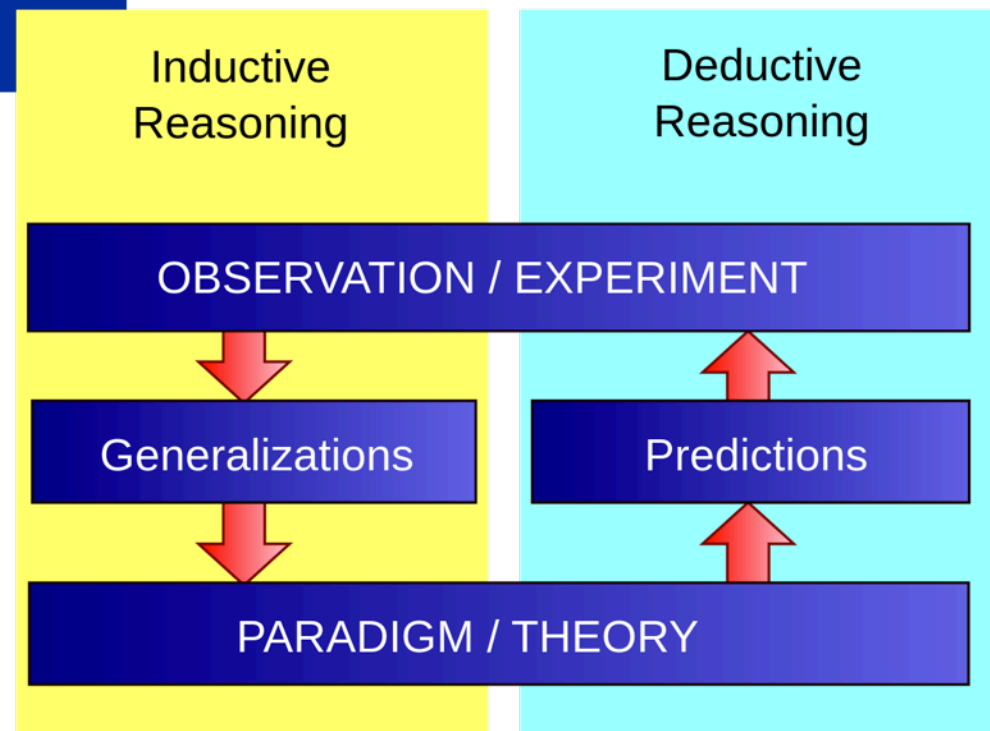 Inductive
Reasoning
Deductive
Reasoning
OBSERVATION / EXPERIMENT
Generalizations
Predictions
PARADIGM / THEORY